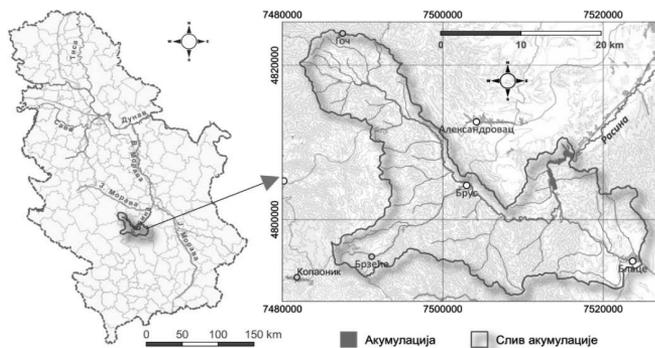 7480000 7500000 7520000
Тиса
Сава
Дунав
В. Морава
З. Морава
Ј. Морава
0 50 100 150 km
4820000
4800000
Гоч
0 10 20 km
Александровац
Расина
Брус
Брзеће
Копаоник
Блаце
7480000 7500000 7520000
Акумулација Слив акумулације